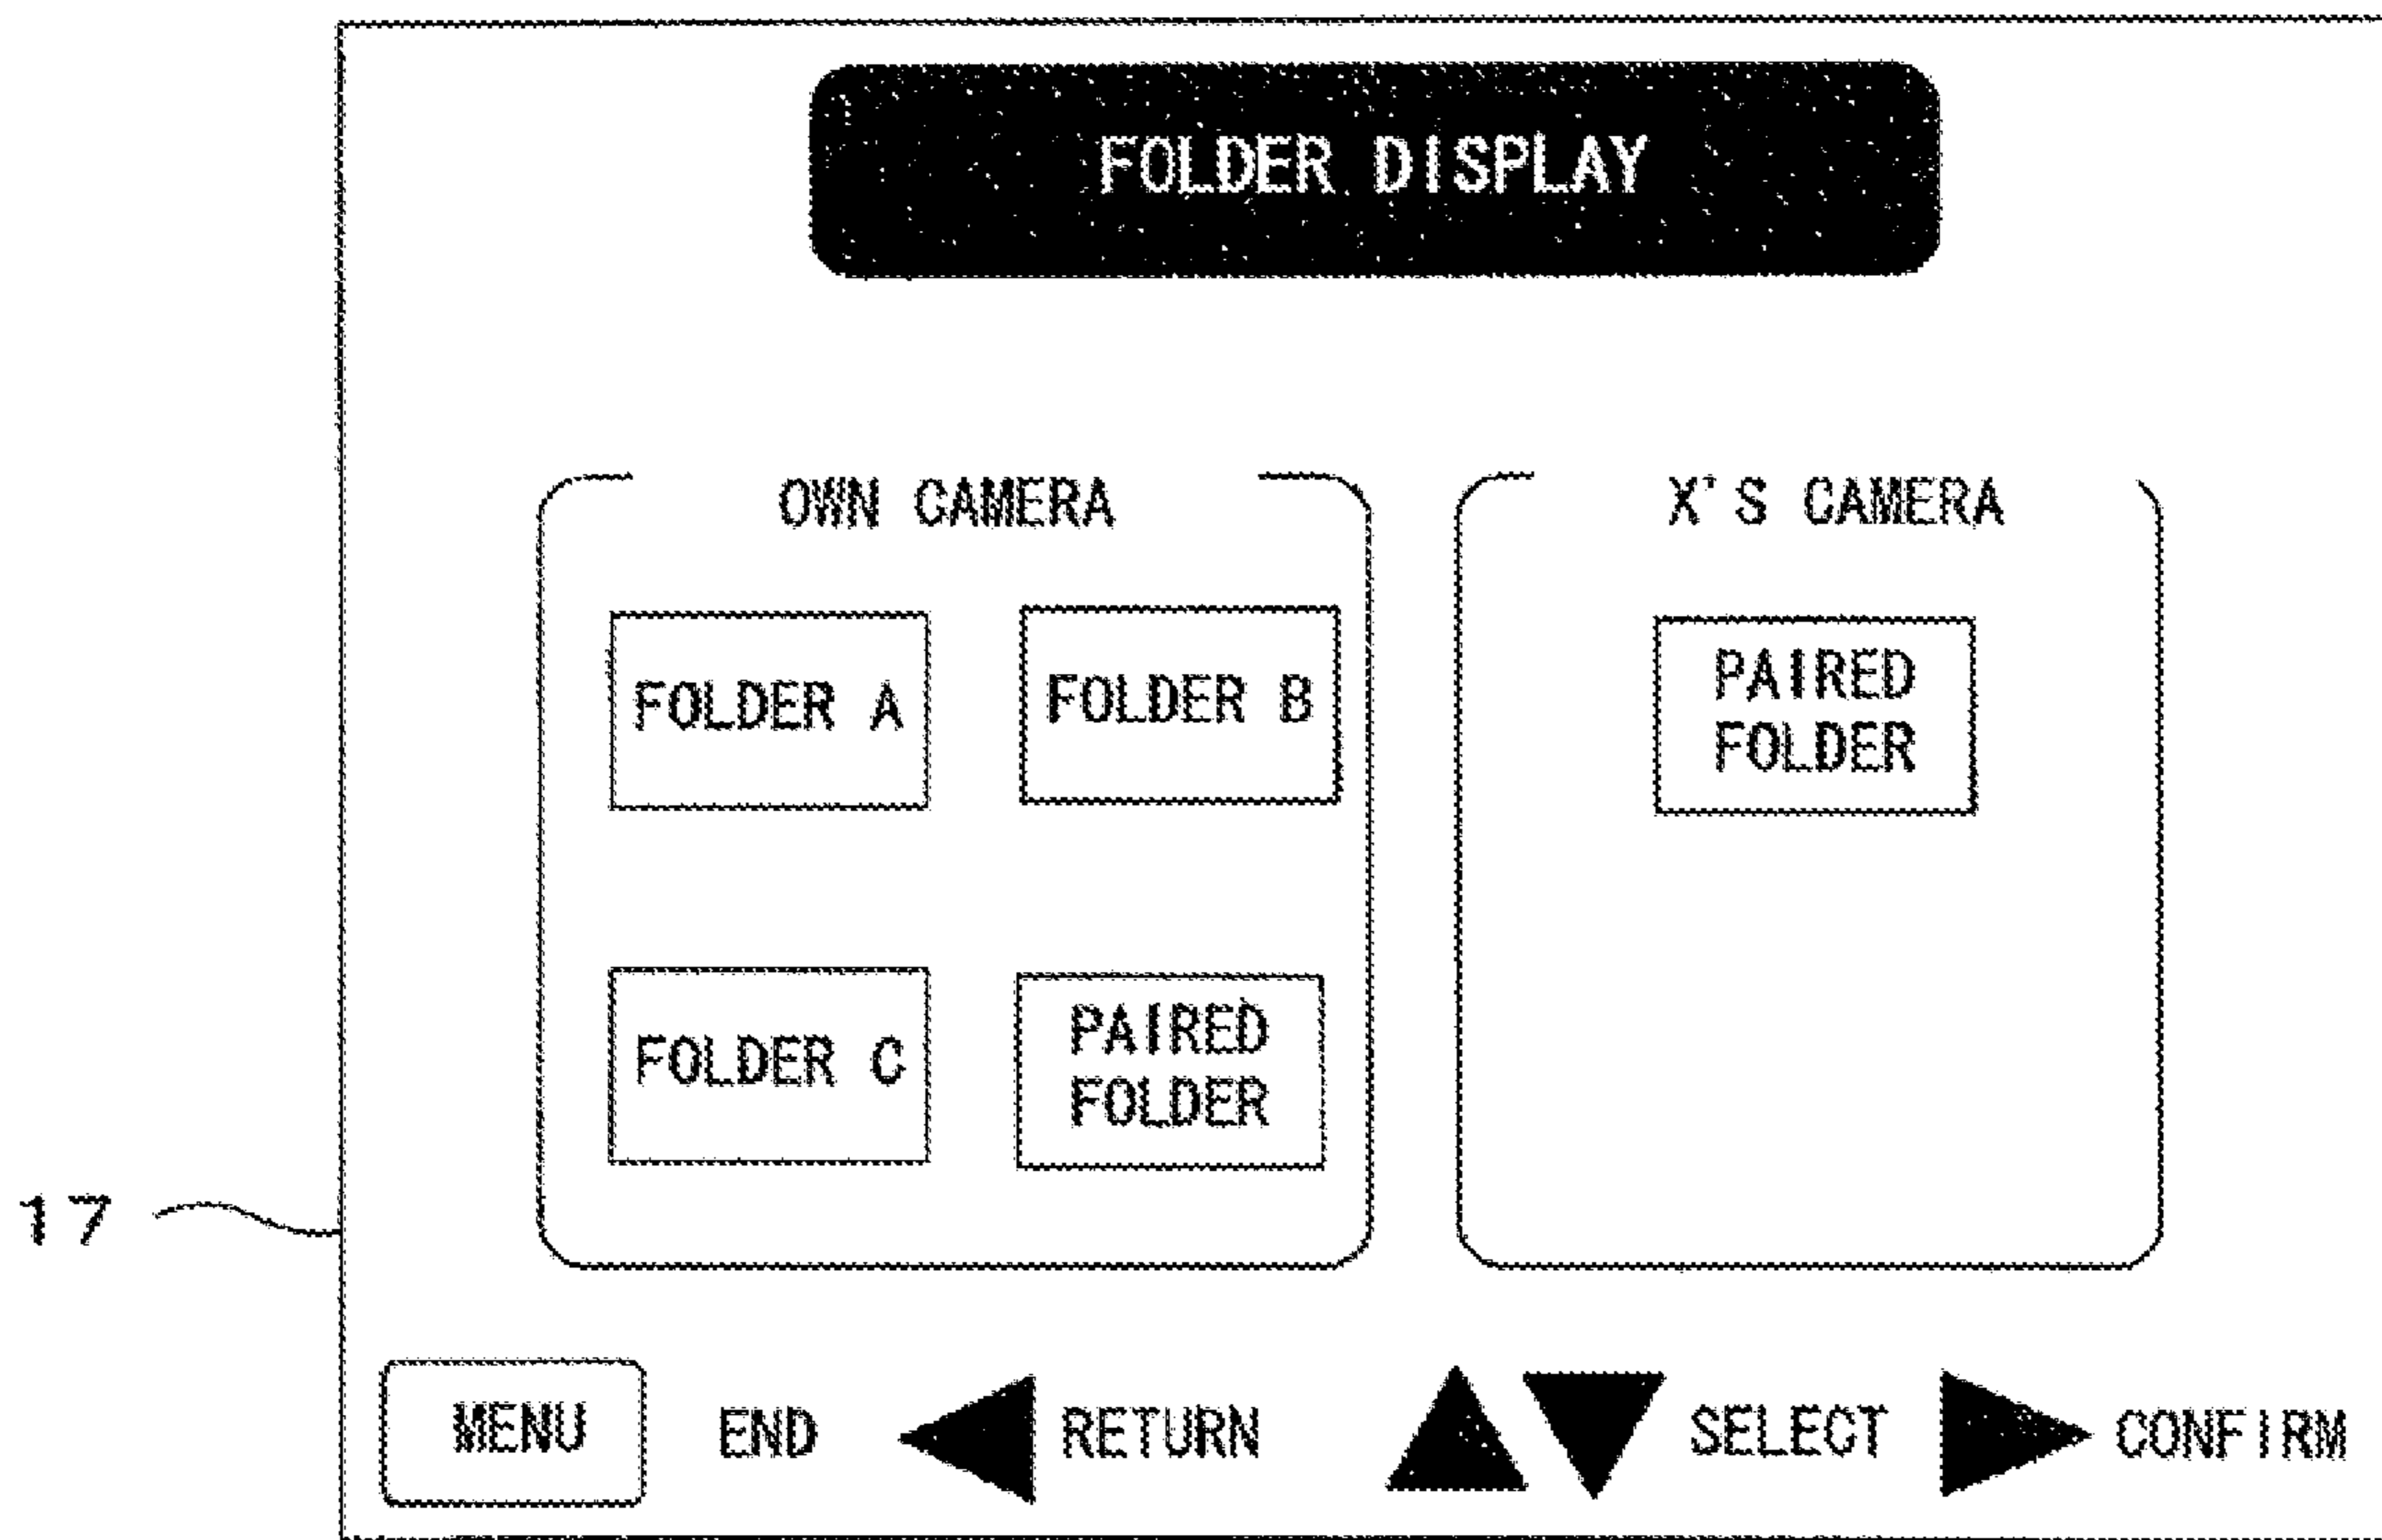 FOLDER DISPLAY
OWN CAMERA
FOLDER A
FOLDER B
FOLDER C
PAIRED
FOLDER
X'S CAMERA
PAIRED
FOLDER
17
MENU END RETURN SELECT CONFIRM